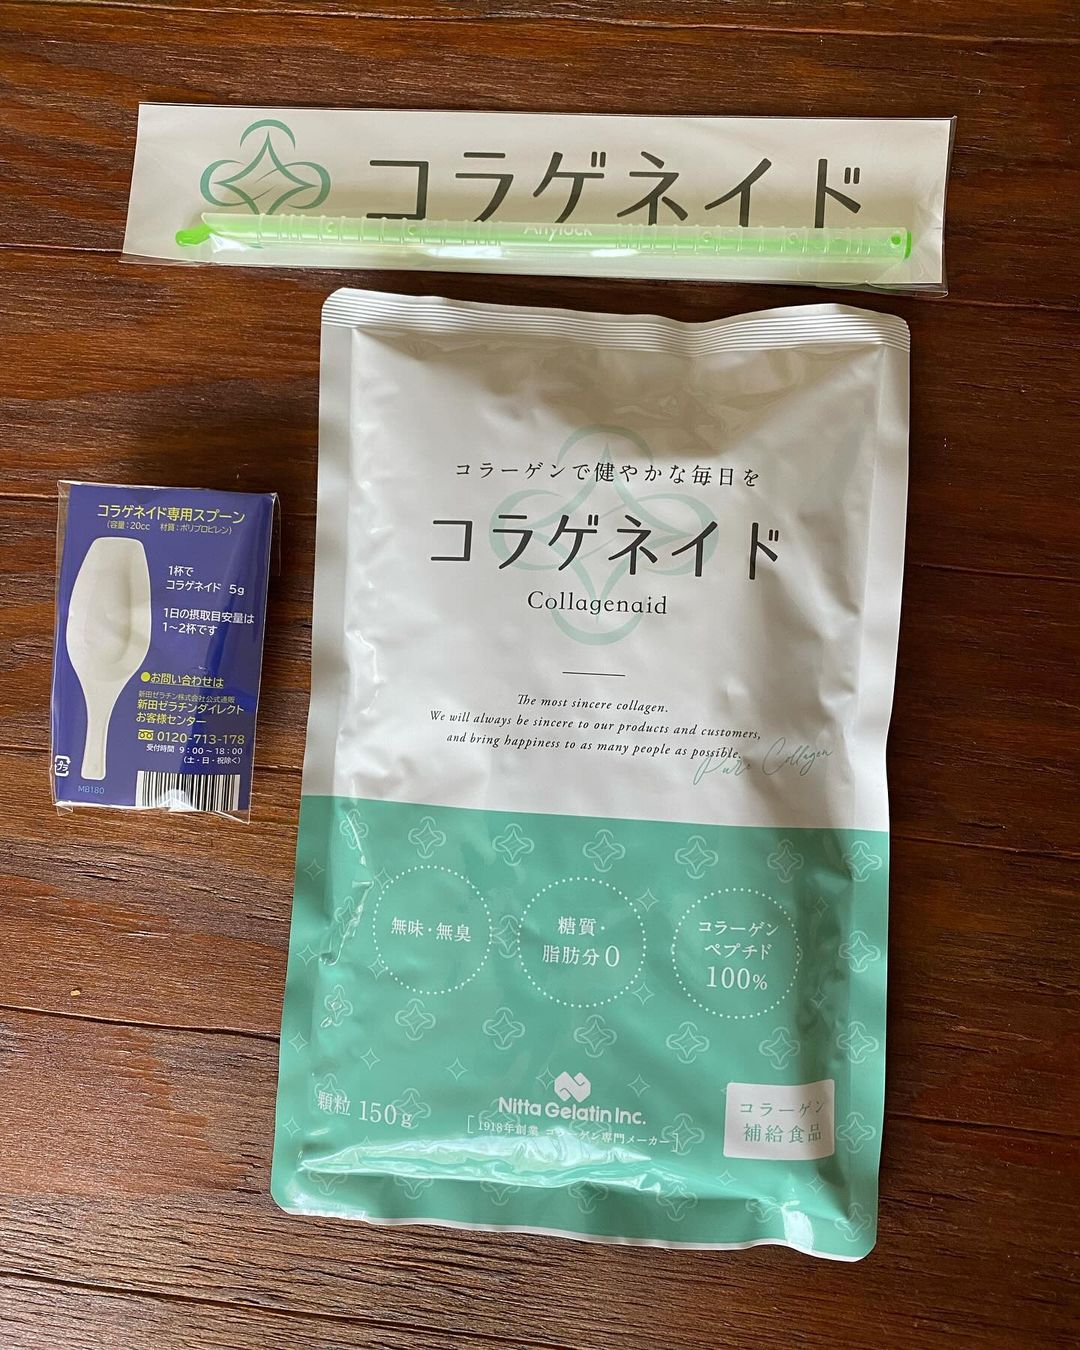 コラゲネイド
Anylock
コラーゲンで健やかな毎日を
コラゲネイド
Collagenaid
The most sincere collagen.
We will always be sincere to our products and customers,
and bring happiness to as many people as possible.
Pure Collagen
無味・無臭
糖質・
脂肪分0
コラーゲン
ペプチド
100%
顆粒 150g
Nitta Gelatin Inc.
[1918年創業 コラーゲン専門メーカー]
コラーゲン
補給食品
コラゲネイド専用スプーン
(容量:20cc 材質:ポリプロピレン)
1杯で
コラゲネイド 5g
1日の摂取目安量は
1~2杯です
●お問い合わせは
新田ゼラチン株式会社公式通販
新田ゼラチンダイレクト
お客様センター
0120-713-178
受付時間 9:00~18:00
(土・日・祝除く)
プラ
MB180